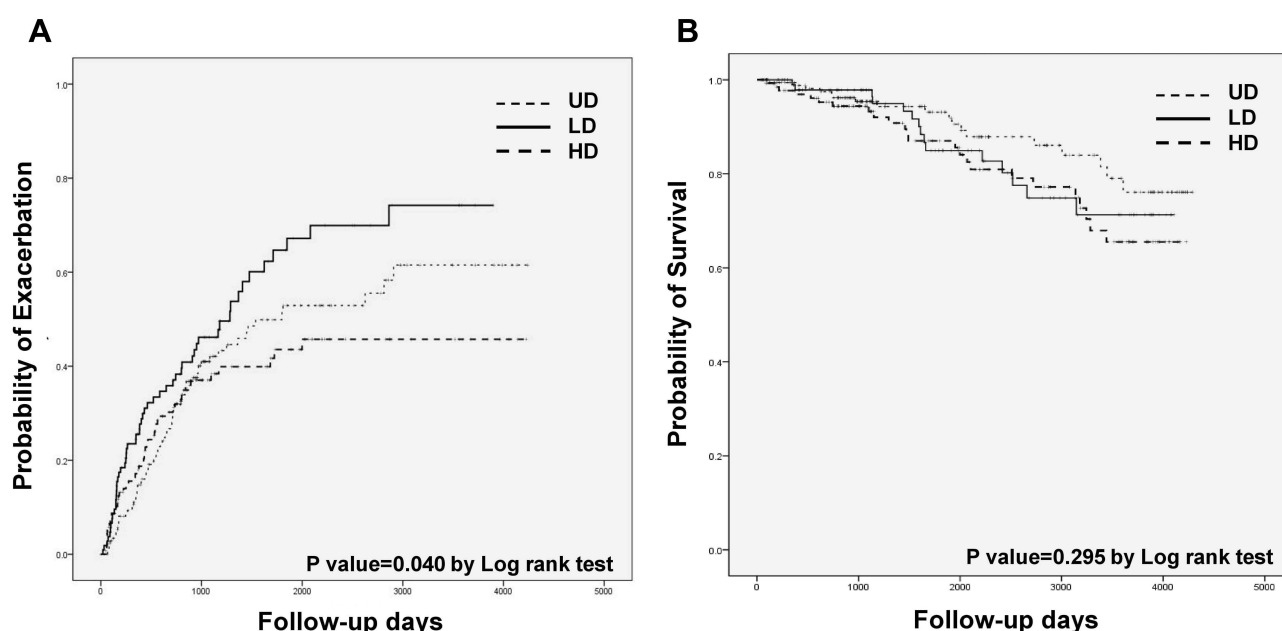 A
Probability of Exacerbation
1.0
0.8
0.6
0.4
0.2
0.0
UD
LD
HD
P value=0.040 by Log rank test
0 1000 2000 3000 4000 5000
Follow-up days
B
Probability of Survival
1.0
0.8
0.6
0.4
0.2
0.0
UD
LD
HD
P value=0.295 by Log rank test
0 1000 2000 3000 4000 5000
Follow-up days